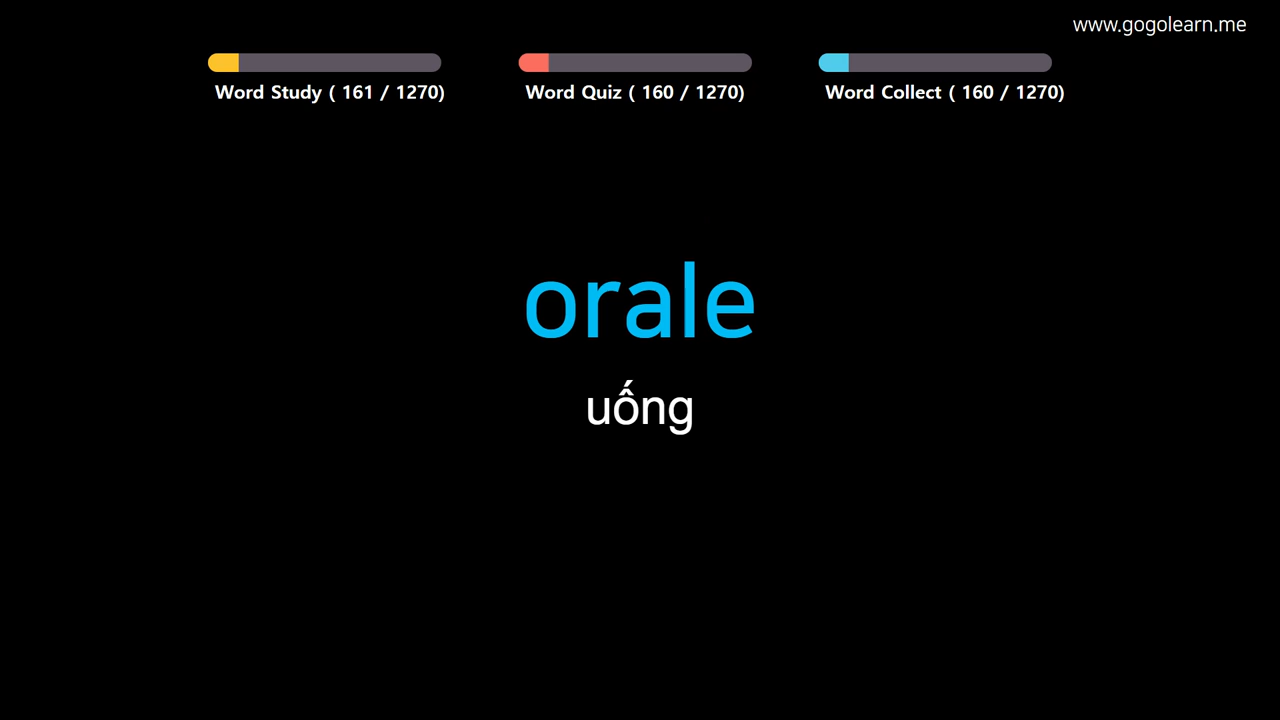 www.gogolearn.me
Word Study ( 161 / 1270)
Word Quiz ( 160 / 1270)
Word Collect ( 160 / 1270)
orale
uống